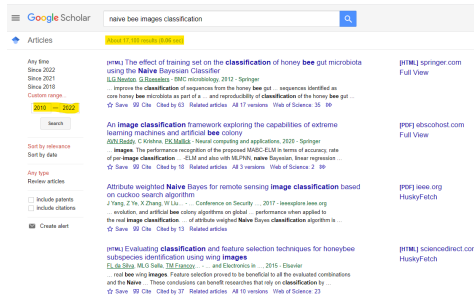 Google Scholar
naive bee images classification
Articles
About 17,100 results (0.06 sec)
Any time
Since 2022
Since 2021
Since 2018
Custom range...
2010 — 2022
Search
Sort by relevance
Sort by date
Any type
Review articles
include patents
include citations
Create alert
[HTML] The effect of training set on the classification of honey bee gut microbiota
using the Naïve Bayesian Classifier
ILG Newton, G Roeselers - BMC microbiology, 2012 - Springer
... improve the classification of sequences from the honey bee gut ... sequences identified as
core honey bee microbiota as part of a ... and reproducibility of classification of the honey bee gut ...
Save Cite Cited by 63 Related articles All 17 versions Web of Science: 35
[HTML] springer.com
Full View
An image classification framework exploring the capabilities of extreme
learning machines and artificial bee colony
AVN Reddy, C Krishna, PK Mallick - Neural computing and applications, 2020 - Springer
... images. The performance recognition of the proposed MABC-ELM in terms of accuracy, rate
of per-image classification ... -ELM and also with MLPNN, naive Bayesian, linear regression ...
Save Cite Cited by 18 Related articles All 3 versions Web of Science: 2
[PDF] ebscohost.com
Full View
Attribute weighted Naive Bayes for remote sensing image classification based
on cuckoo search algorithm
J Yang, Z Ye, X Zhang, W Liu... - ... Conference on Security ..., 2017 - ieeexplore.ieee.org
... evolution, and artificial bee colony algorithms on global ... performance when applied to
the real image classification. ... of attribute weighted Naive Bayes classification algorithm is ...
Save Cite Cited by 13 Related articles
[PDF] ieee.org
HuskyFetch
[HTML] Evaluating classification and feature selection techniques for honeybee
subspecies identification using wing images
FL da Silva, MLG Sella, TM Francoy... - ... and Electronics in ..., 2015 - Elsevier
... real bee wing images. Feature selection proved to be beneficial to all the evaluated combinations
and the Naive ... These conclusions can benefit researches that rely on classification by ...
Save Cite Cited by 37 Related articles All 10 versions Web of Science: 23
[HTML] sciencedirect.com
HuskyFetch